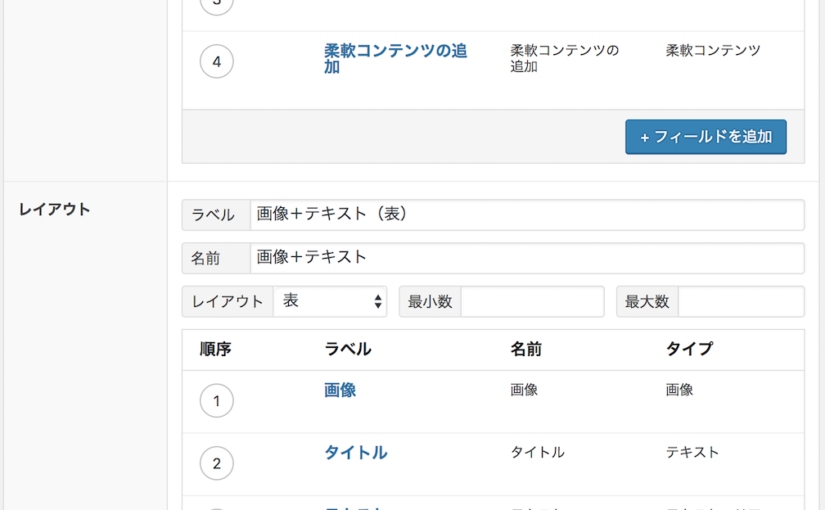 4
柔軟コンテンツの追加
柔軟コンテンツの追加
柔軟コンテンツ
+ フィールドを追加
レイアウト
ラベル 画像＋テキスト（表）
名前 画像＋テキスト
レイアウト 表 最小数 最大数
順序 ラベル 名前 タイプ
1 画像 画像 画像
2 タイトル タイトル テキスト